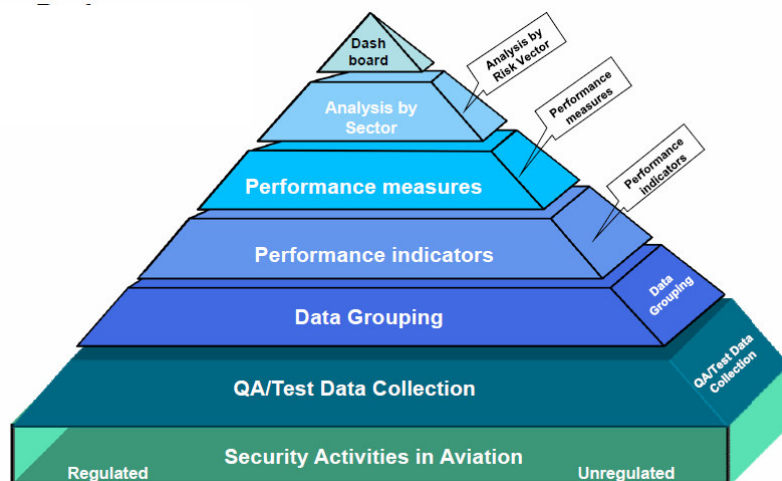 Dash
board
Analysis by
Risk Vector
Analysis by
Sector
Performance
measures
Performance measures
Performance
indicators
Performance indicators
Data
Grouping
Data Grouping
QA/Test Data
Collection
QA/Test Data Collection
Security Activities in Aviation
Regulated
Unregulated